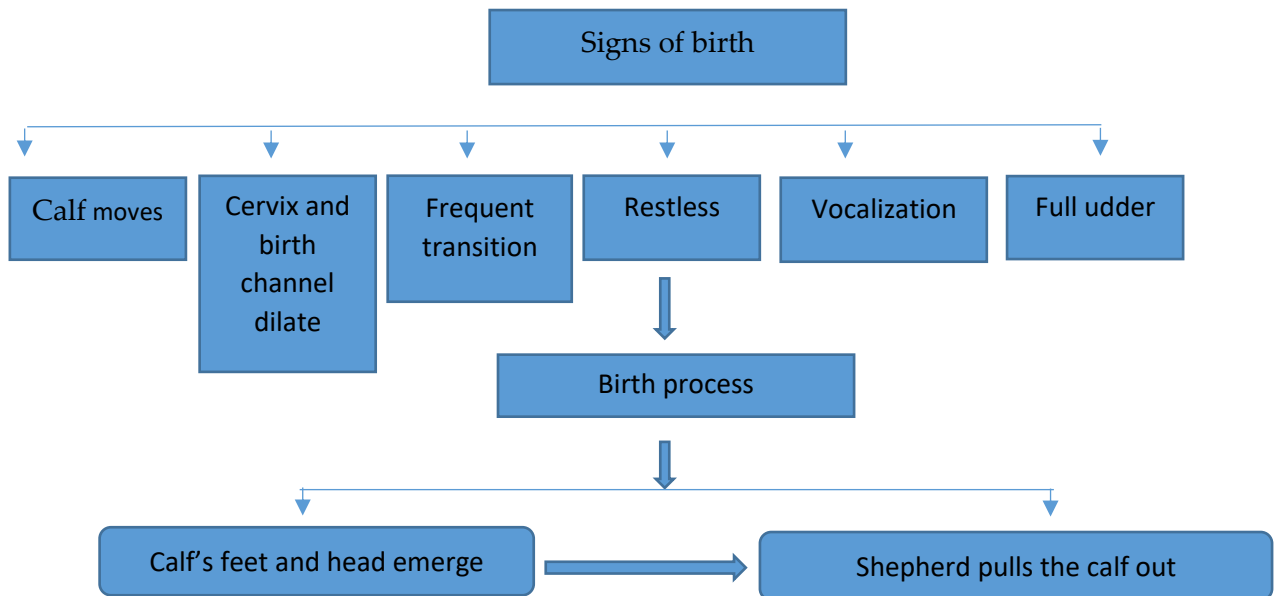 Signs of birth
Calf moves
Cervix and
birth
channel
dilate
Frequent
transition
Restless
Vocalization
Full udder
Birth process
Calf’s feet and head emerge
Shepherd pulls the calf out